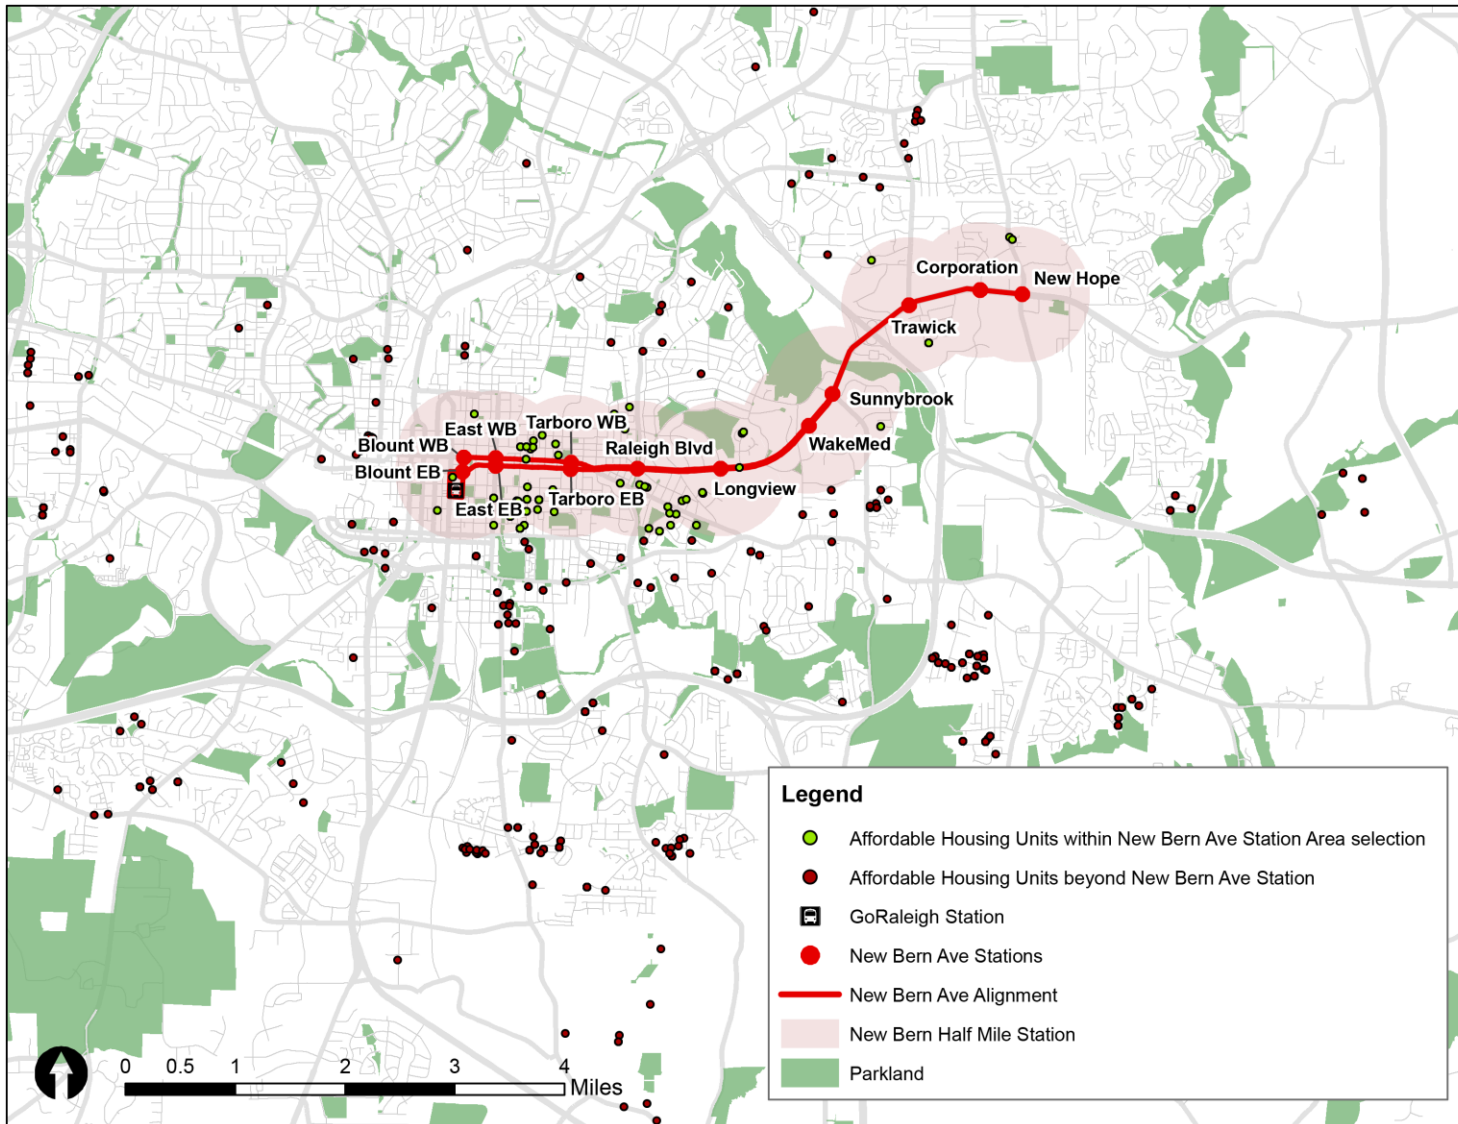 Corporation
New Hope
Trawick
Sunnybrook
East WB
Tarboro WB
Blount WB
Raleigh Blvd
WakeMed
Blount EB
Longview
East EB
Tarboro EB
Legend
Affordable Housing Units within New Bern Ave Station Area selection
Affordable Housing Units beyond New Bern Ave Station
GoRaleigh Station
New Bern Ave Stations
New Bern Ave Alignment
New Bern Half Mile Station
Parkland
0 0.5 1 2 3 4
Miles